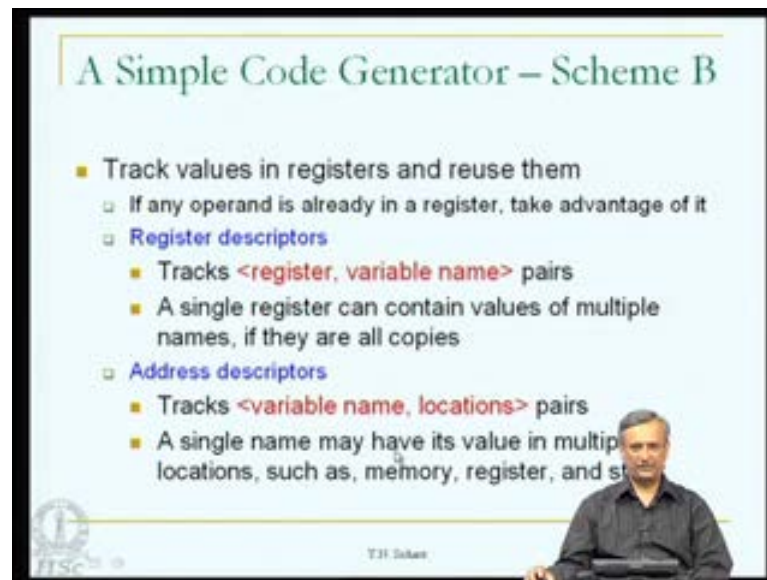 A Simple Code Generator – Scheme B
Track values in registers and reuse them
If any operand is already in a register, take advantage of it
Register descriptors
Tracks <register, variable name> pairs
A single register can contain values of multiple
names, if they are all copies
Address descriptors
Tracks <variable name, locations> pairs
A single name may have its value in multip
locations, such as, memory, register, and st